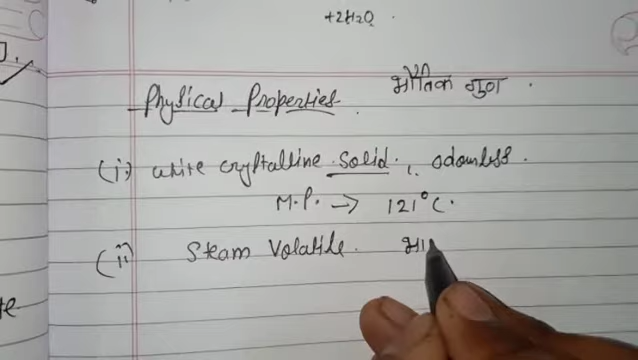 +2H₂O.
Physical Properties. भौतिक गुण.
(i) white crystalline solid., odourless.
M.P. → 121°C.
(ii) Steam Volatile. भा